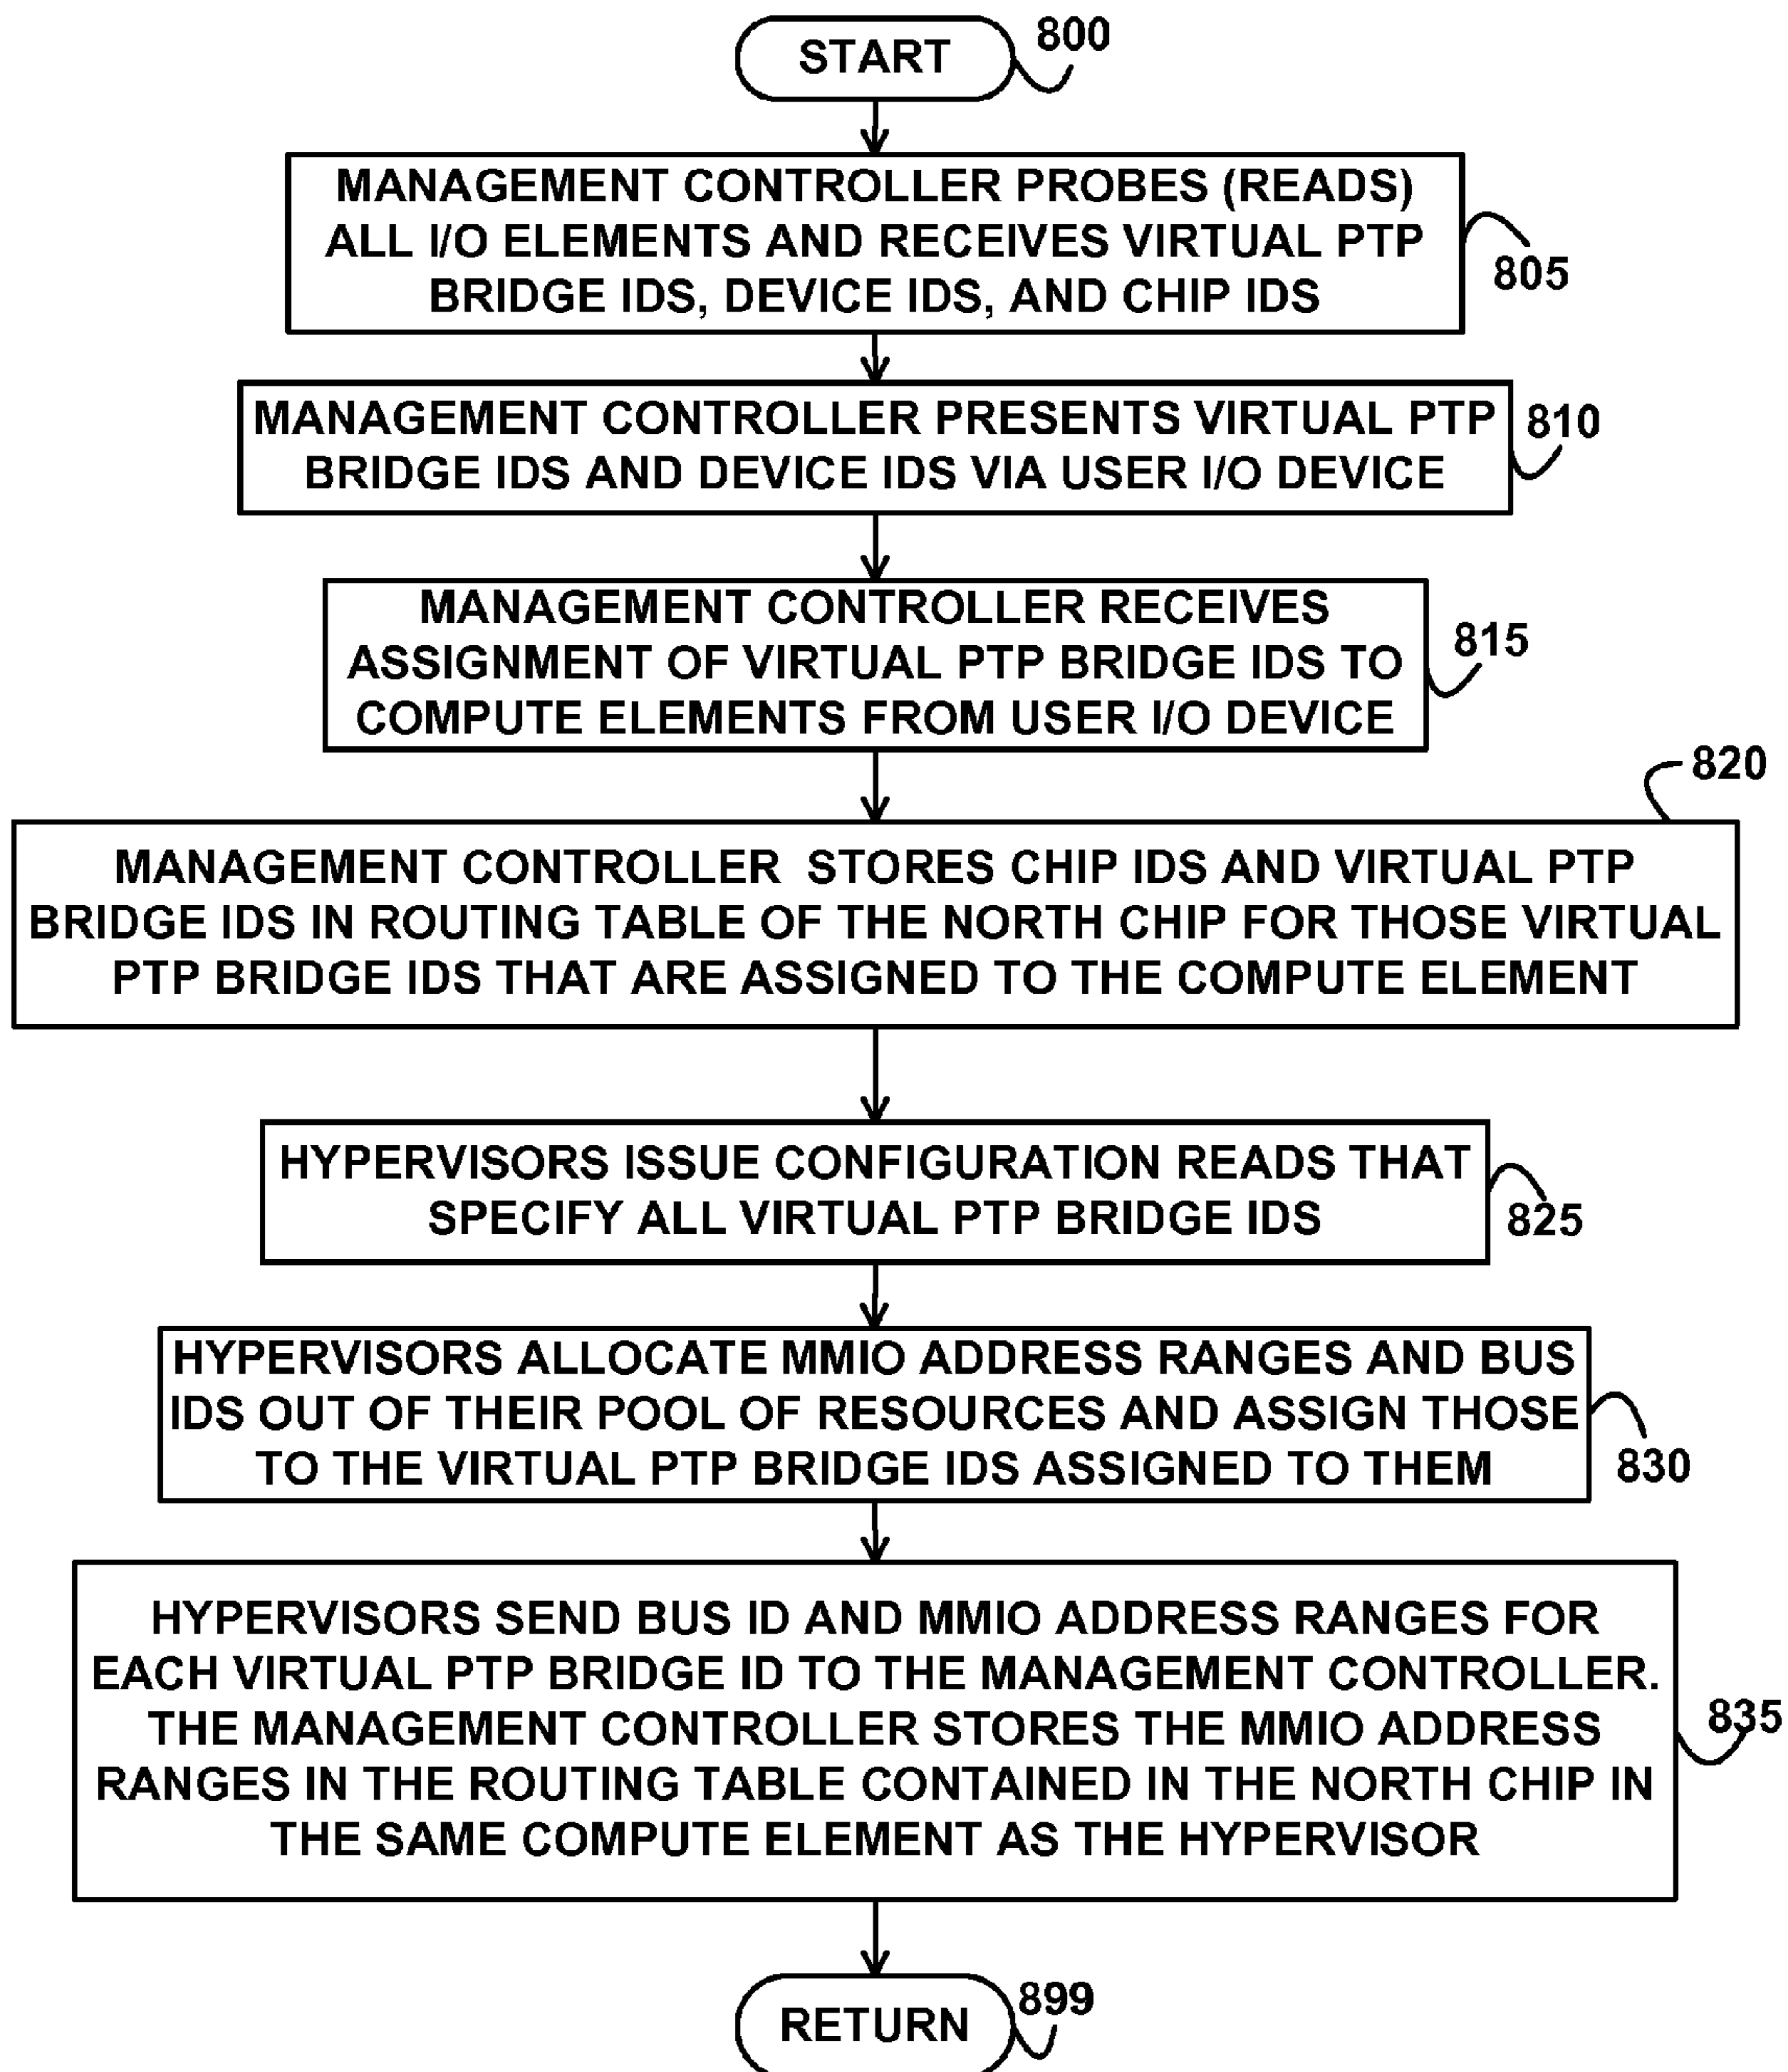 START
800
MANAGEMENT CONTROLLER PROBES (READS)
ALL I/O ELEMENTS AND RECEIVES VIRTUAL PTP
BRIDGE IDS, DEVICE IDS, AND CHIP IDS
805
MANAGEMENT CONTROLLER PRESENTS VIRTUAL PTP
BRIDGE IDS AND DEVICE IDS VIA USER I/O DEVICE
810
MANAGEMENT CONTROLLER RECEIVES
ASSIGNMENT OF VIRTUAL PTP BRIDGE IDS TO
COMPUTE ELEMENTS FROM USER I/O DEVICE
815
820
MANAGEMENT CONTROLLER STORES CHIP IDS AND VIRTUAL PTP
BRIDGE IDS IN ROUTING TABLE OF THE NORTH CHIP FOR THOSE VIRTUAL
PTP BRIDGE IDS THAT ARE ASSIGNED TO THE COMPUTE ELEMENT
HYPERVISORS ISSUE CONFIGURATION READS THAT
SPECIFY ALL VIRTUAL PTP BRIDGE IDS
825
HYPERVISORS ALLOCATE MMIO ADDRESS RANGES AND BUS
IDS OUT OF THEIR POOL OF RESOURCES AND ASSIGN THOSE
TO THE VIRTUAL PTP BRIDGE IDS ASSIGNED TO THEM
830
HYPERVISORS SEND BUS ID AND MMIO ADDRESS RANGES FOR
EACH VIRTUAL PTP BRIDGE ID TO THE MANAGEMENT CONTROLLER.
THE MANAGEMENT CONTROLLER STORES THE MMIO ADDRESS
RANGES IN THE ROUTING TABLE CONTAINED IN THE NORTH CHIP IN
THE SAME COMPUTE ELEMENT AS THE HYPERVISOR
835
RETURN
899